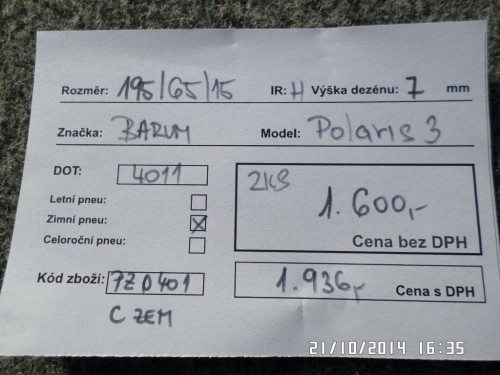 Rozměr: 195/65/15 IR: H Výška dezénu: 7 mm
Značka: BARUM Model: Polaris 3
DOT: 4011
Letní pneu:
Zimní pneu: X
Celoroční pneu:
2KS
1.600,-
Cena bez DPH
Kód zboží: PZ0401
1.936,- Cena s DPH
C ZEM
21/10/2014 16:35